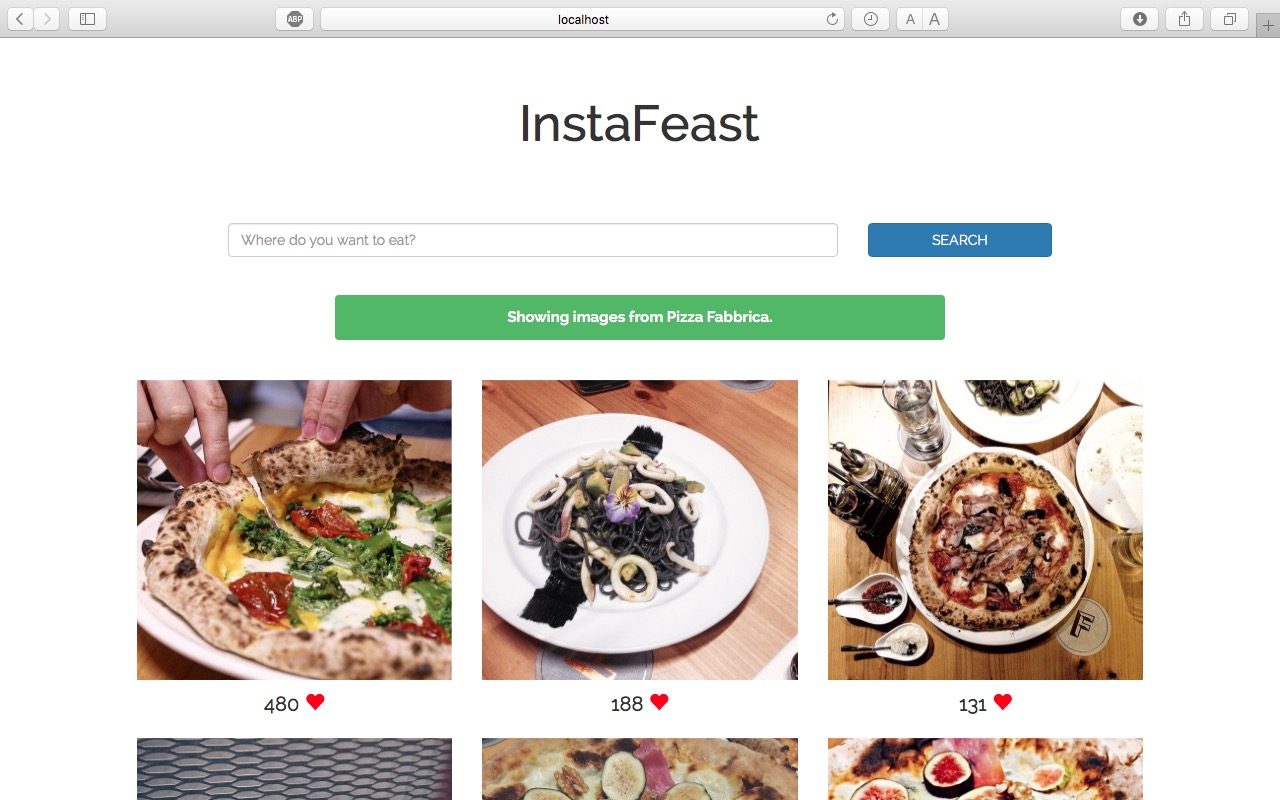 ABP
localhost
A A
InstaFeast
Where do you want to eat?
SEARCH
Showing images from Pizza Fabbrica.
480
188
131